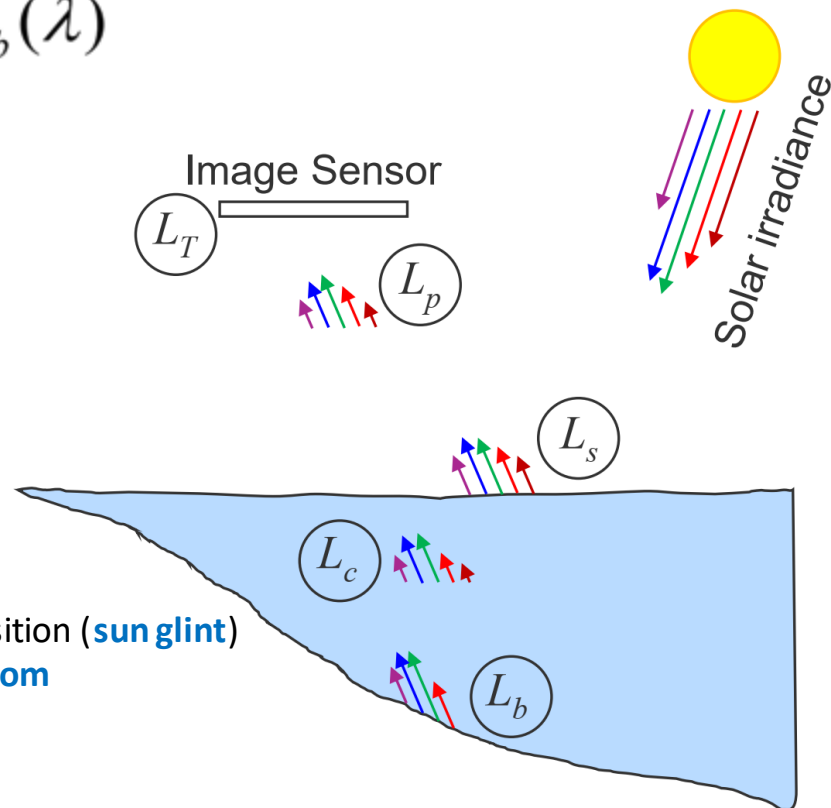 b(λ)
Image Sensor
Solar irradiance
L_T
L_p
L_s
L_c
sition (sun glint)
om
L_b